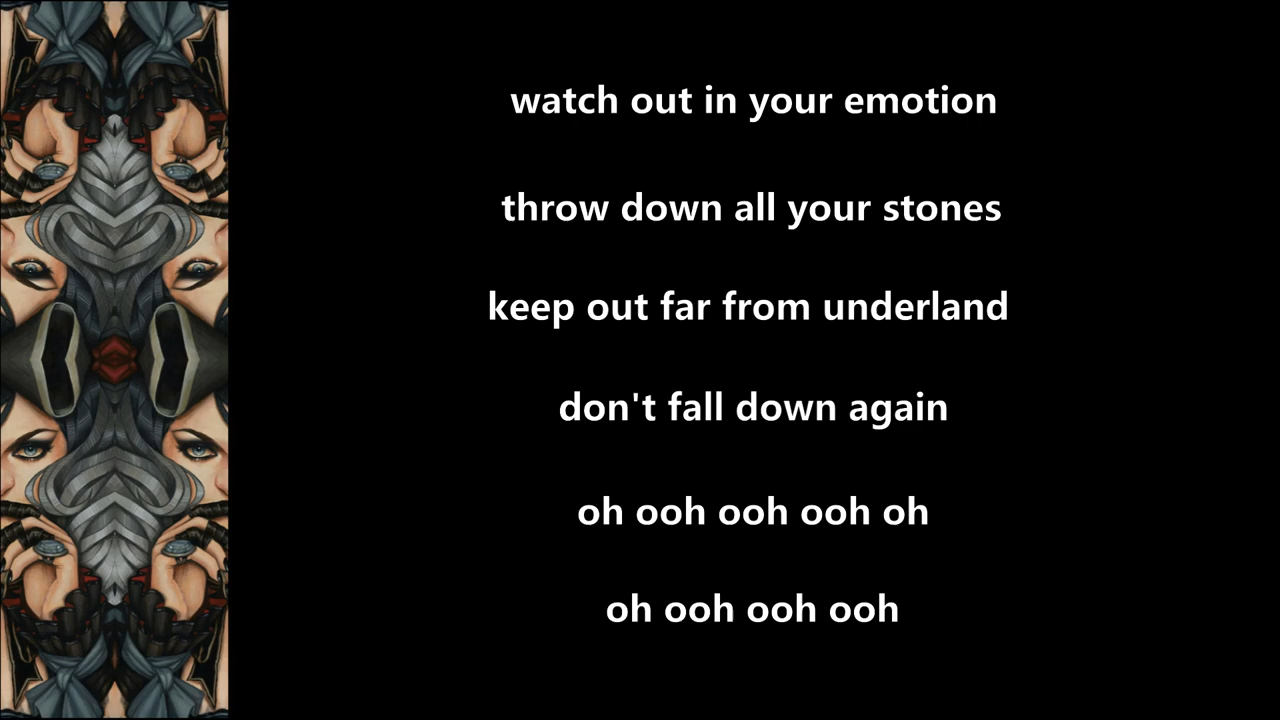 watch out in your emotion
throw down all your stones
keep out far from underland
don't fall down again
oh ooh ooh ooh oh
oh ooh ooh ooh